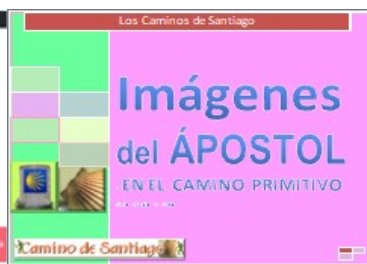 Los Caminos de Santiago
Imágenes
del ÁPOSTOL
EN EL CAMINO PRIMITIVO
Camino de Santiago